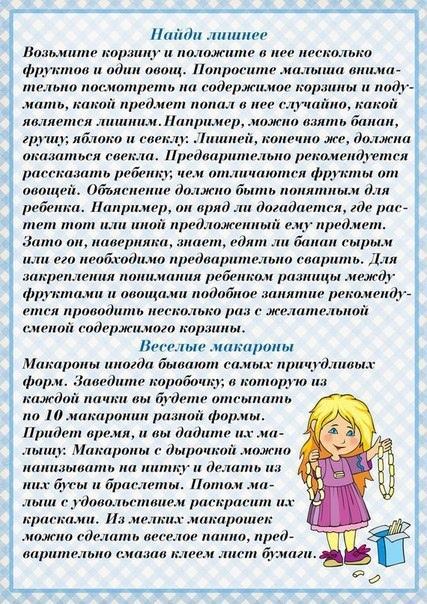 Найди лишнее
Возьмите корзину и положите в нее несколько
фруктов и один овощ. Попросите малыша внима-
тельно посмотреть на содержимое корзины и поду-
мать, какой предмет попал в нее случайно, какой
является лишним. Например, можно взять банан,
грушу, яблоко и свеклу. Лишней, конечно же, должна
оказаться свекла. Предварительно рекомендуется
рассказать ребенку, чем отличаются фрукты от
овощей. Объяснение должно быть понятным для
ребенка. Например, он вряд ли догадается, где рас-
тет тот или иной предложенный ему предмет.
Зато он, наверняка, знает, едят ли банан сырым
или его необходимо предварительно сварить. Для
закрепления понимания ребенком разницы между
фруктами и овощами подобное занятие рекоменду-
ется проводить несколько раз с желательной
сменой содержимого корзины.
Веселые макароны
Макароны иногда бывают самых причудливых
форм. Заведите коробочку, в которую из
каждой пачки вы будете отсыпать
по 10 макаронин разной формы.
Придет время, и вы дадите их ма-
лышу. Макароны с дырочкой можно
нанизывать на нитку и делать из
них бусы и браслеты. Потом ма-
лыш с удовольствием раскрасит их
красками. Из мелких макарошек
можно сделать веселое панно, пред-
варительно смазав клеем лист бумаги.